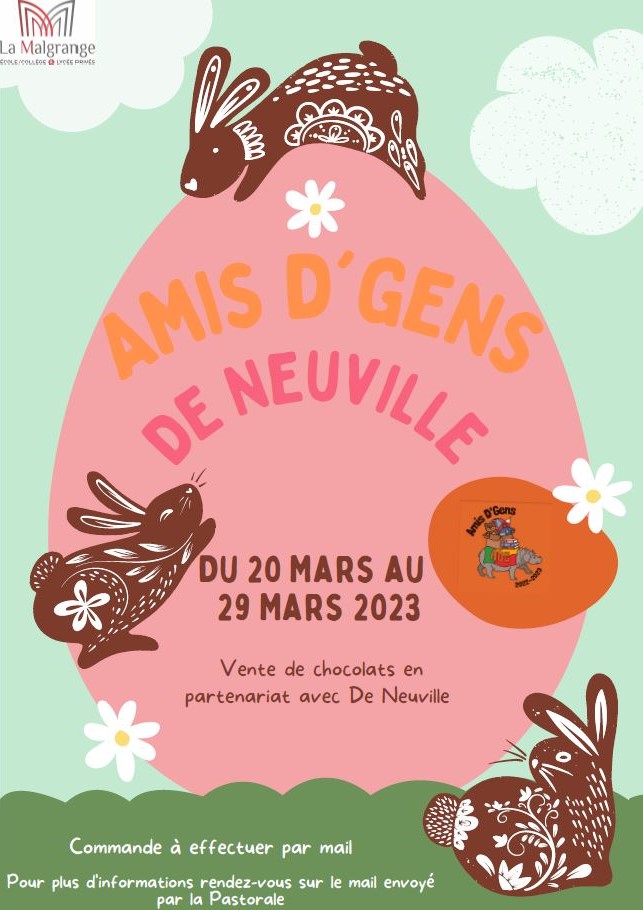 La Malgrange
ÉCOLE/COLLÈGE & LYCÉE PRIVÉS
AMIS D'GENS
DE NEUVILLE
Amis D'Gens
2022-2023
DU 20 MARS AU
29 MARS 2023
Vente de chocolats en
partenariat avec De Neuville
Commande à effectuer par mail
Pour plus d'informations rendez-vous sur le mail envoyé
par la Pastorale